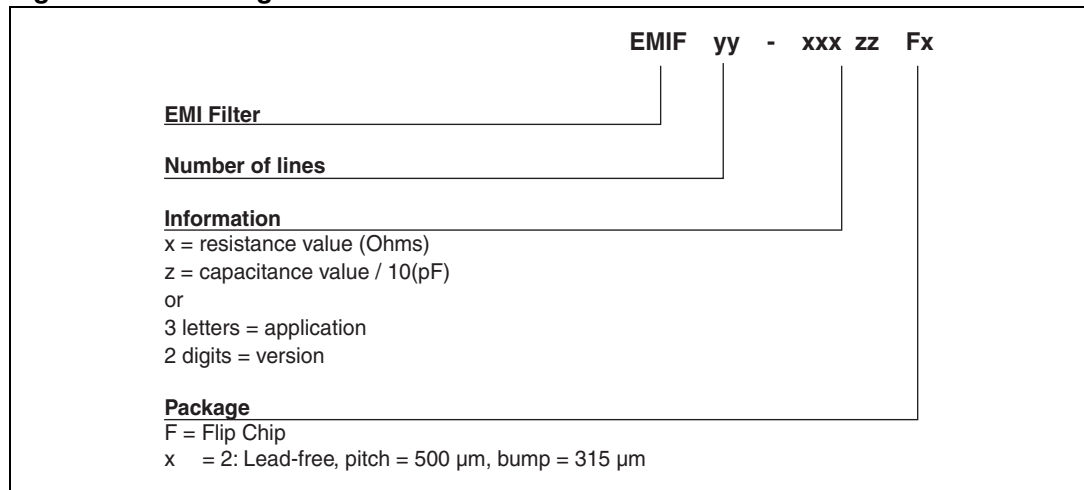 EMIF yy - xxx zz Fx
EMI Filter
Number of lines
Information
x = resistance value (Ohms)
z = capacitance value / 10(pF)
or
3 letters = application
2 digits = version
Package
F = Flip Chip
x = 2: Lead-free, pitch = 500 µm, bump = 315 µm